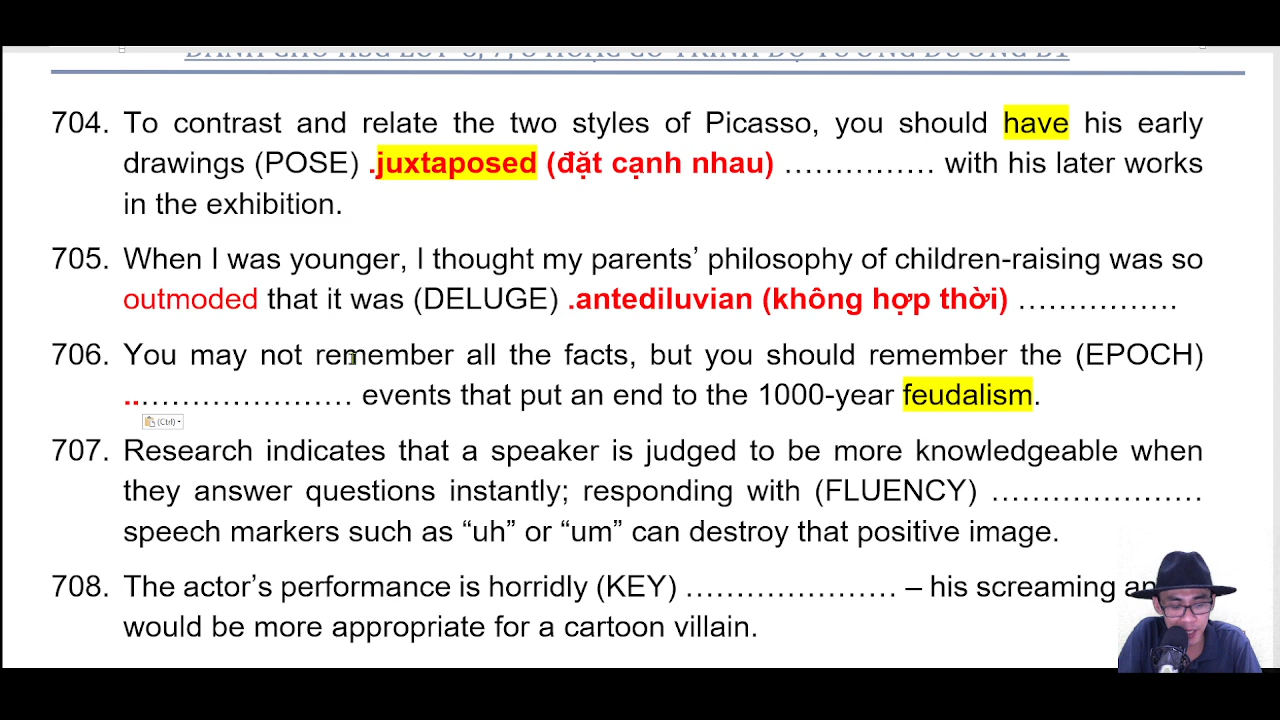 704. To contrast and relate the two styles of Picasso, you should have his early
drawings (POSE) .juxtaposed (đặt cạnh nhau) …………… with his later works
in the exhibition.
705. When I was younger, I thought my parents’ philosophy of children-raising was so
outmoded that it was (DELUGE) .antediluvian (không hợp thời) …………….
706. You may not remember all the facts, but you should remember the (EPOCH)
..………………… events that put an end to the 1000-year feudalism.
(Ctrl)
707. Research indicates that a speaker is judged to be more knowledgeable when
they answer questions instantly; responding with (FLUENCY) …………………
speech markers such as “uh” or “um” can destroy that positive image.
708. The actor’s performance is horridly (KEY) ………………… – his screaming
would be more appropriate for a cartoon villain.